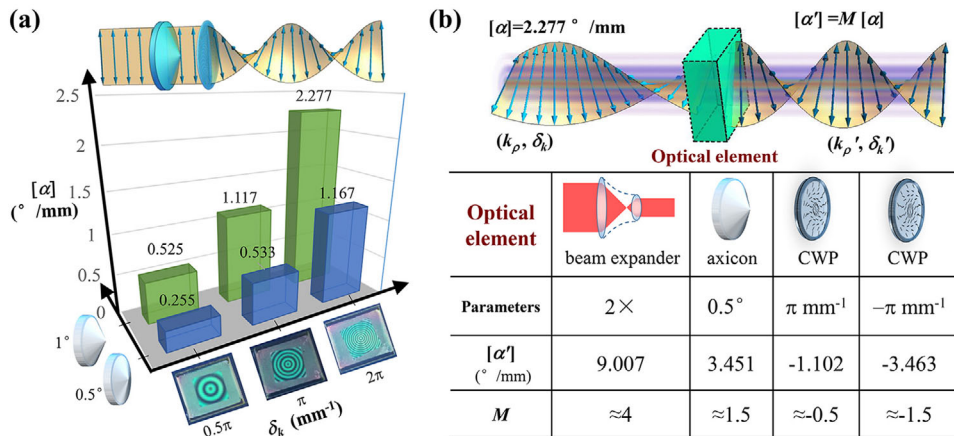 (a)
2.5
2
1.5
1
0.5
0
[α]
(°/mm)
2.277
1.117
1.167
0.525
0.533
0.255
1°
0.5°
0.5π
π
2π
δk (mm-1)
(b)
[α]=2.277 °/mm
[α′] =M [α]
(kρ, δk)
(kρ′, δk′)
Optical element
Optical element
beam expander
axicon
CWP
CWP
Parameters
2×
0.5°
π mm-1
−π mm-1
[α′]
(°/mm)
9.007
3.451
-1.102
-3.463
M
≈4
≈1.5
≈-0.5
≈-1.5